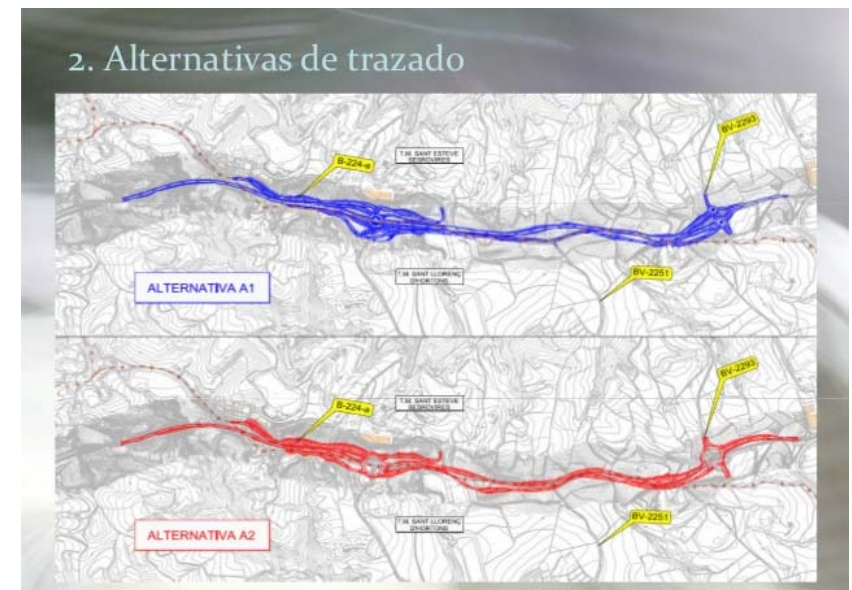 2. Alternativas de trazado
BV-2293
B-224-a
T.M. SANT ESTEVE
SESROVIRES
T.M. SANT LLORENÇ
D'HORTONS
BV-2251
ALTERNATIVA A1
BV-2293
B-224-a
T.M. SANT ESTEVE
SESROVIRES
T.M. SANT LLORENÇ
D'HORTONS
BV-2251
ALTERNATIVA A2